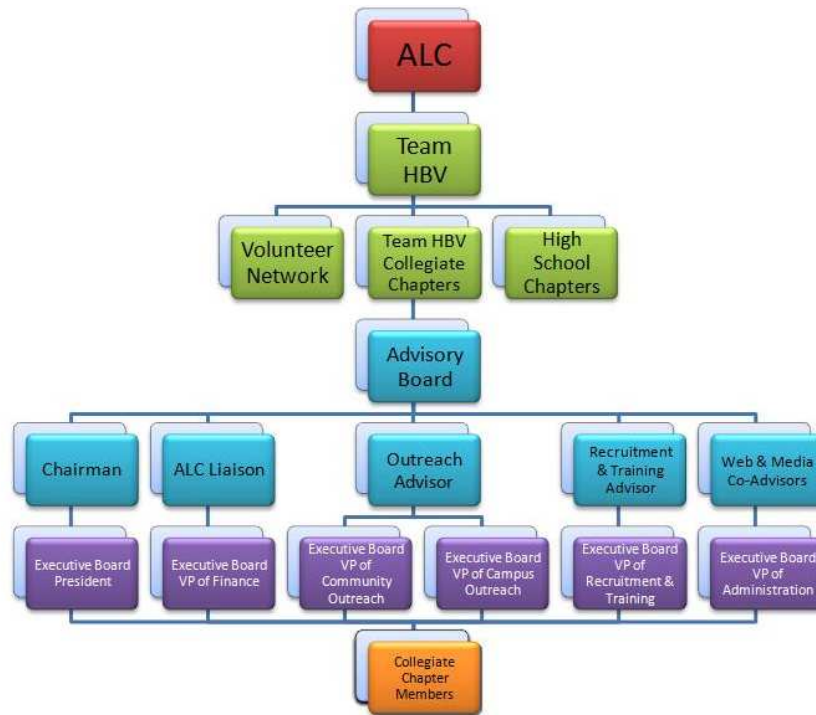 ALC
Team
HBV
Volunteer
Network
Team HBV
Collegiate
Chapters
High
School
Chapters
Advisory
Board
Chairman
ALC Liaison
Outreach
Advisor
Recruitment
& Training
Advisor
Web & Media
Co-Advisors
Executive Board
President
Executive Board
VP of Finance
Executive Board
VP of
Community
Outreach
Executive Board
VP of Campus
Outreach
Executive Board
VP of
Recruitment &
Training
Executive Board
VP of
Administration
Collegiate
Chapter
Members